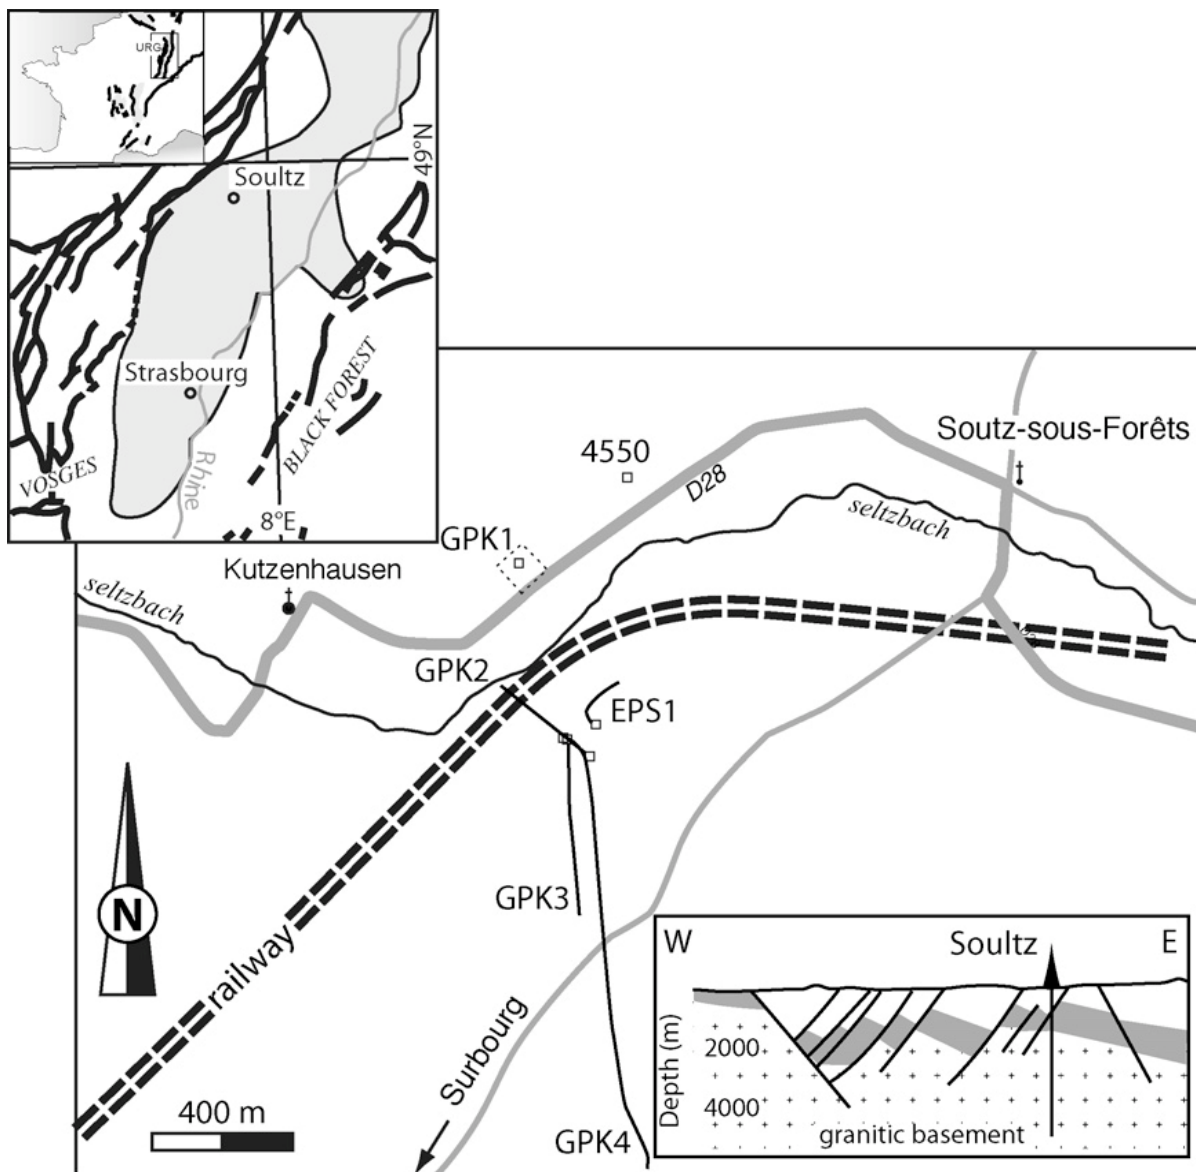 URG
49°N
Soultz
Strasbourg
BLACK FOREST
VOSGES
Rhine
8°E
Soutz-sous-Forêts
4550
D28
seltzbach
GPK1
Kutzenhausen
seltzbach
GPK2
EPS1
GPK3
N
railway
Surbourg
400 m
GPK4
W
Soultz
E
Depth (m)
2000
4000
granitic basement